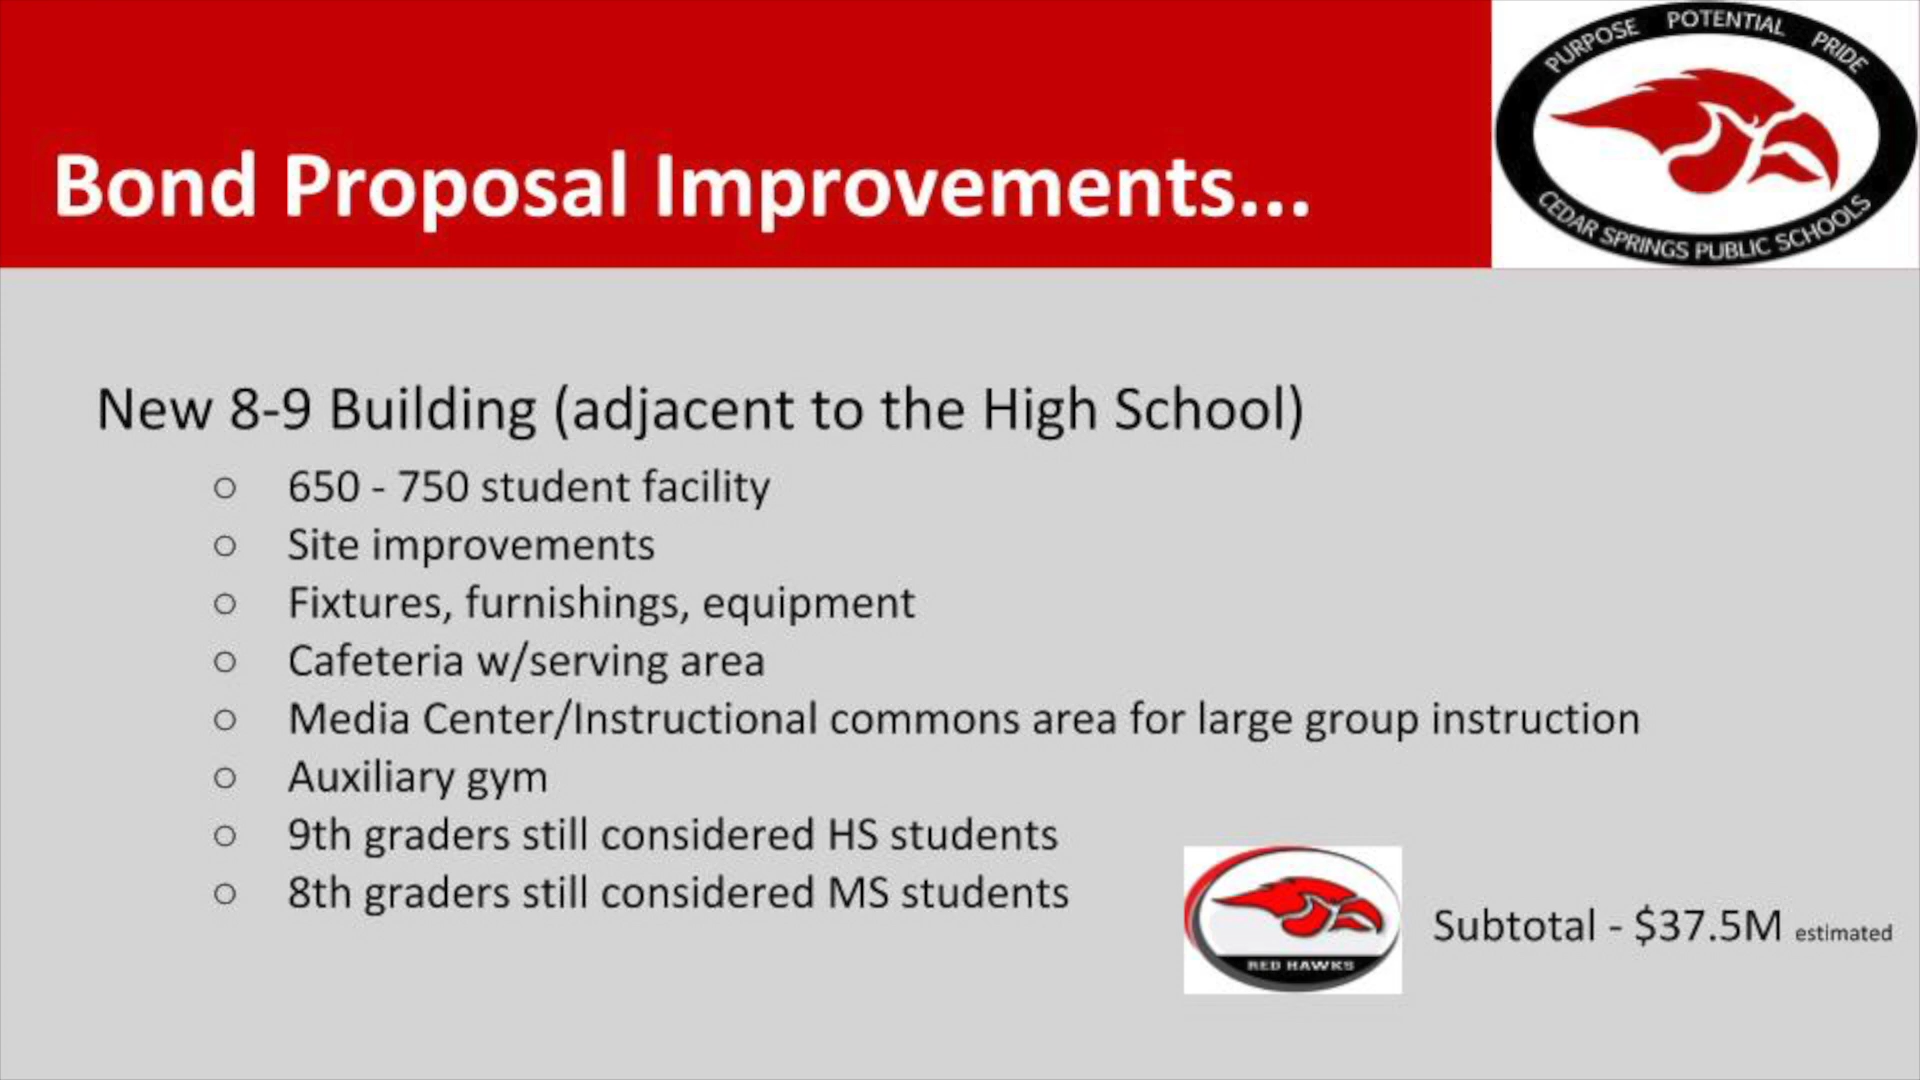 PURPOSE POTENTIAL PRIDE
CEDAR SPRINGS PUBLIC SCHOOLS
Bond Proposal Improvements...
New 8-9 Building (adjacent to the High School)
○ 650 - 750 student facility
○ Site improvements
○ Fixtures, furnishings, equipment
○ Cafeteria w/serving area
○ Media Center/Instructional commons area for large group instruction
○ Auxiliary gym
○ 9th graders still considered HS students
○ 8th graders still considered MS students
RED HAWKS
Subtotal - $37.5M estimated